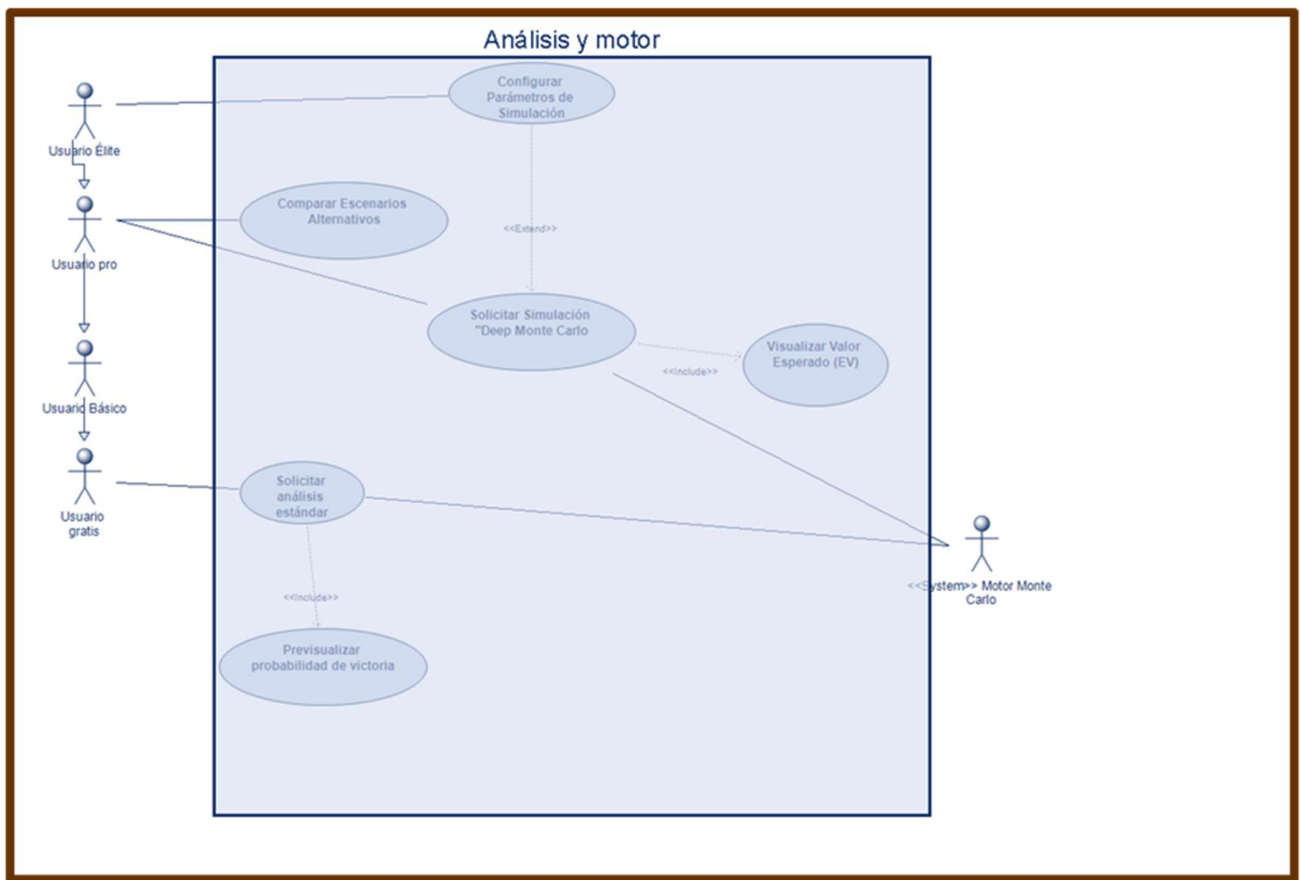 Análisis y motor
Configurar
Parámetros de
Simulación
Usuario Élite
Comparar Escenarios
Alternativos
<<Extend>>
Usuario pro
Solicitar Simulación
"Deep Monte Carlo
Visualizar Valor
Esperado (EV)
<<Include>>
Usuario Básico
Solicitar
análisis
estándar
Usuario
gratis
<<System>> Motor Monte
Carlo
<<Include>>
Previsualizar
probabilidad de victoria